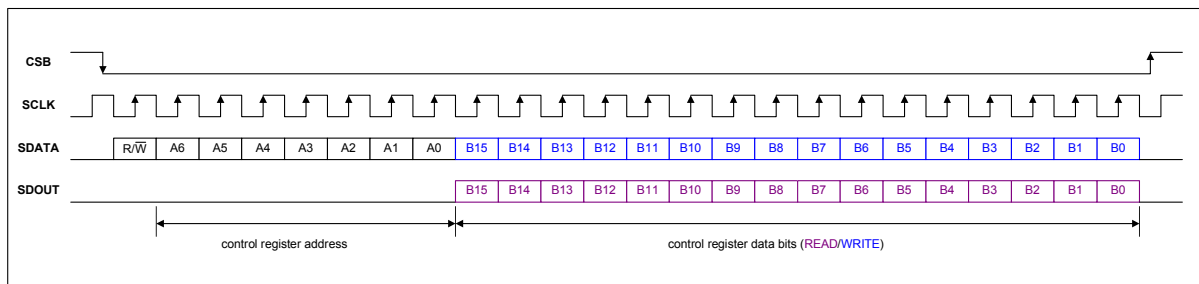 CSB
SCLK
SDATA R/W̅ A6 A5 A4 A3 A2 A1 A0 B15 B14 B13 B12 B11 B10 B9 B8 B7 B6 B5 B4 B3 B2 B1 B0
SDOUT B15 B14 B13 B12 B11 B10 B9 B8 B7 B6 B5 B4 B3 B2 B1 B0
control register address control register data bits (READ/WRITE)